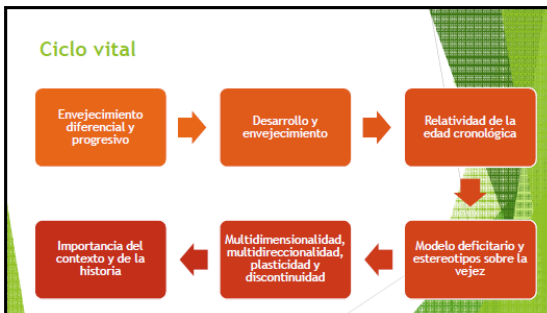 Ciclo vital
Envejecimiento
diferencial y
progresivo
Desarrollo y
envejecimiento
Relatividad de la
edad cronológica
Modelo deficitario y
estereotipos sobre la
vejez
Multidimensionalidad,
multidireccionalidad,
plasticidad y
discontinuidad
Importancia del
contexto y de la
historia